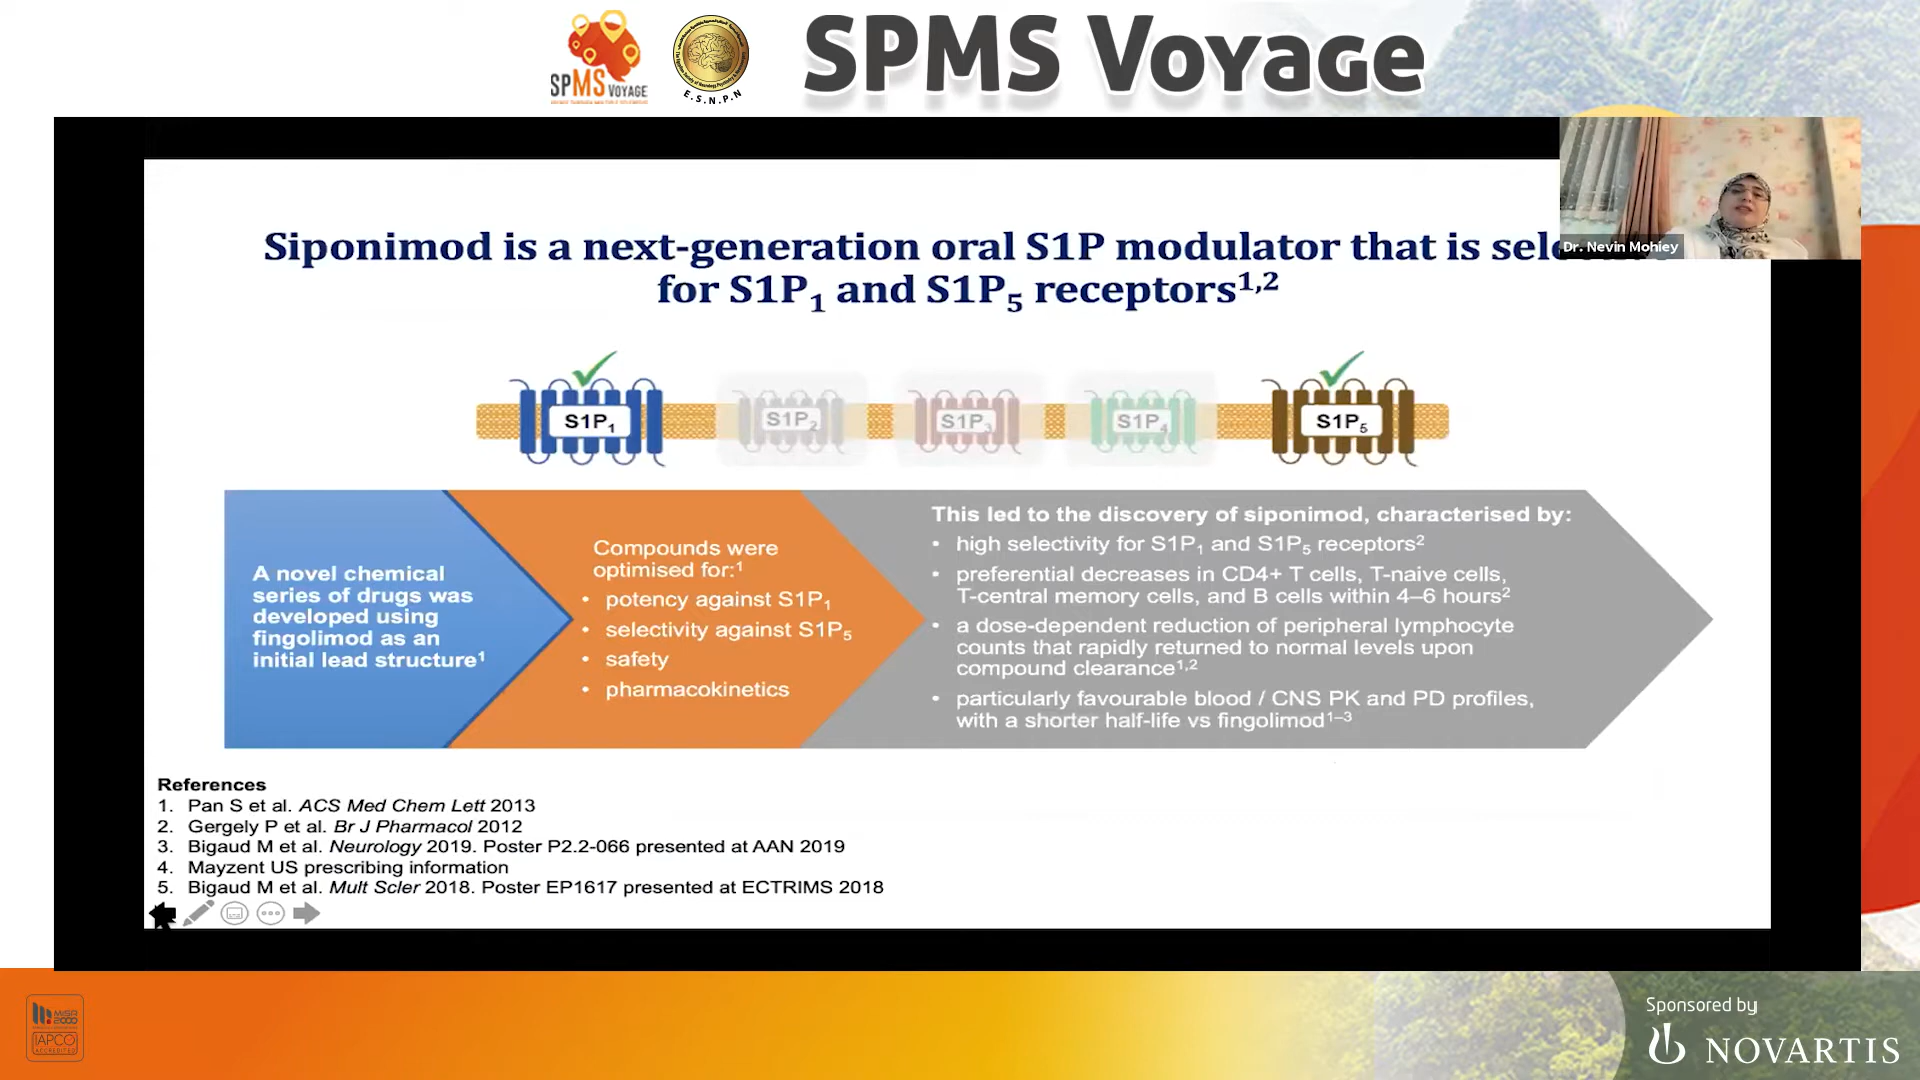 SPMS VOYAGE
E.S.N.P.N
SPMS Voyage
Dr. Nevin Mohiey
Siponimod is a next-generation oral S1P modulator that is
for S1P1 and S1P5 receptors1,2
S1P1
S1P2
S1P3
S1P4
S1P5
A novel chemical
series of drugs was
developed using
fingolimod as an
initial lead structure1
Compounds were
optimised for:1
• potency against S1P1
• selectivity against S1P5
• safety
• pharmacokinetics
This led to the discovery of siponimod, characterised by:
• high selectivity for S1P1 and S1P5 receptors2
• preferential decreases in CD4+ T cells, T-naive cells,
T-central memory cells, and B cells within 4–6 hours2
• a dose-dependent reduction of peripheral lymphocyte
counts that rapidly returned to normal levels upon
compound clearance1,2
• particularly favourable blood / CNS PK and PD profiles,
with a shorter half-life vs fingolimod1–3
References
1. Pan S et al. ACS Med Chem Lett 2013
2. Gergely P et al. Br J Pharmacol 2012
3. Bigaud M et al. Neurology 2019. Poster P2.2-066 presented at AAN 2019
4. Mayzent US prescribing information
5. Bigaud M et al. Mult Scler 2018. Poster EP1617 presented at ECTRIMS 2018
MISR
2000
IAPCO
ACCREDITED
Sponsored by
NOVARTIS